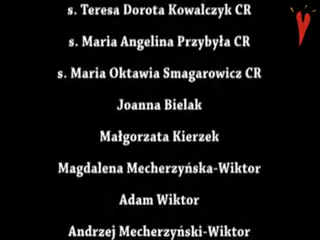 s. Teresa Dorota Kowalczyk CR
s. Maria Angelina Przybyła CR
s. Maria Oktawia Smagarowicz CR
Joanna Bielak
Małgorzata Kierzek
Magdalena Mecherzyńska-Wiktor
Adam Wiktor
Andrzej Mecherzyński-Wiktor